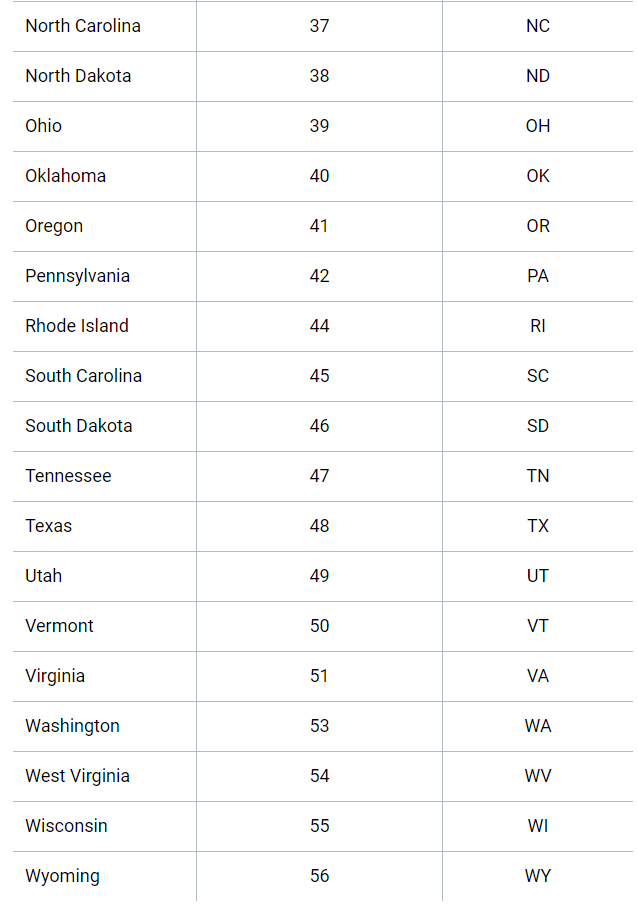 North Carolina 37 NC
North Dakota 38 ND
Ohio 39 OH
Oklahoma 40 OK
Oregon 41 OR
Pennsylvania 42 PA
Rhode Island 44 RI
South Carolina 45 SC
South Dakota 46 SD
Tennessee 47 TN
Texas 48 TX
Utah 49 UT
Vermont 50 VT
Virginia 51 VA
Washington 53 WA
West Virginia 54 WV
Wisconsin 55 WI
Wyoming 56 WY